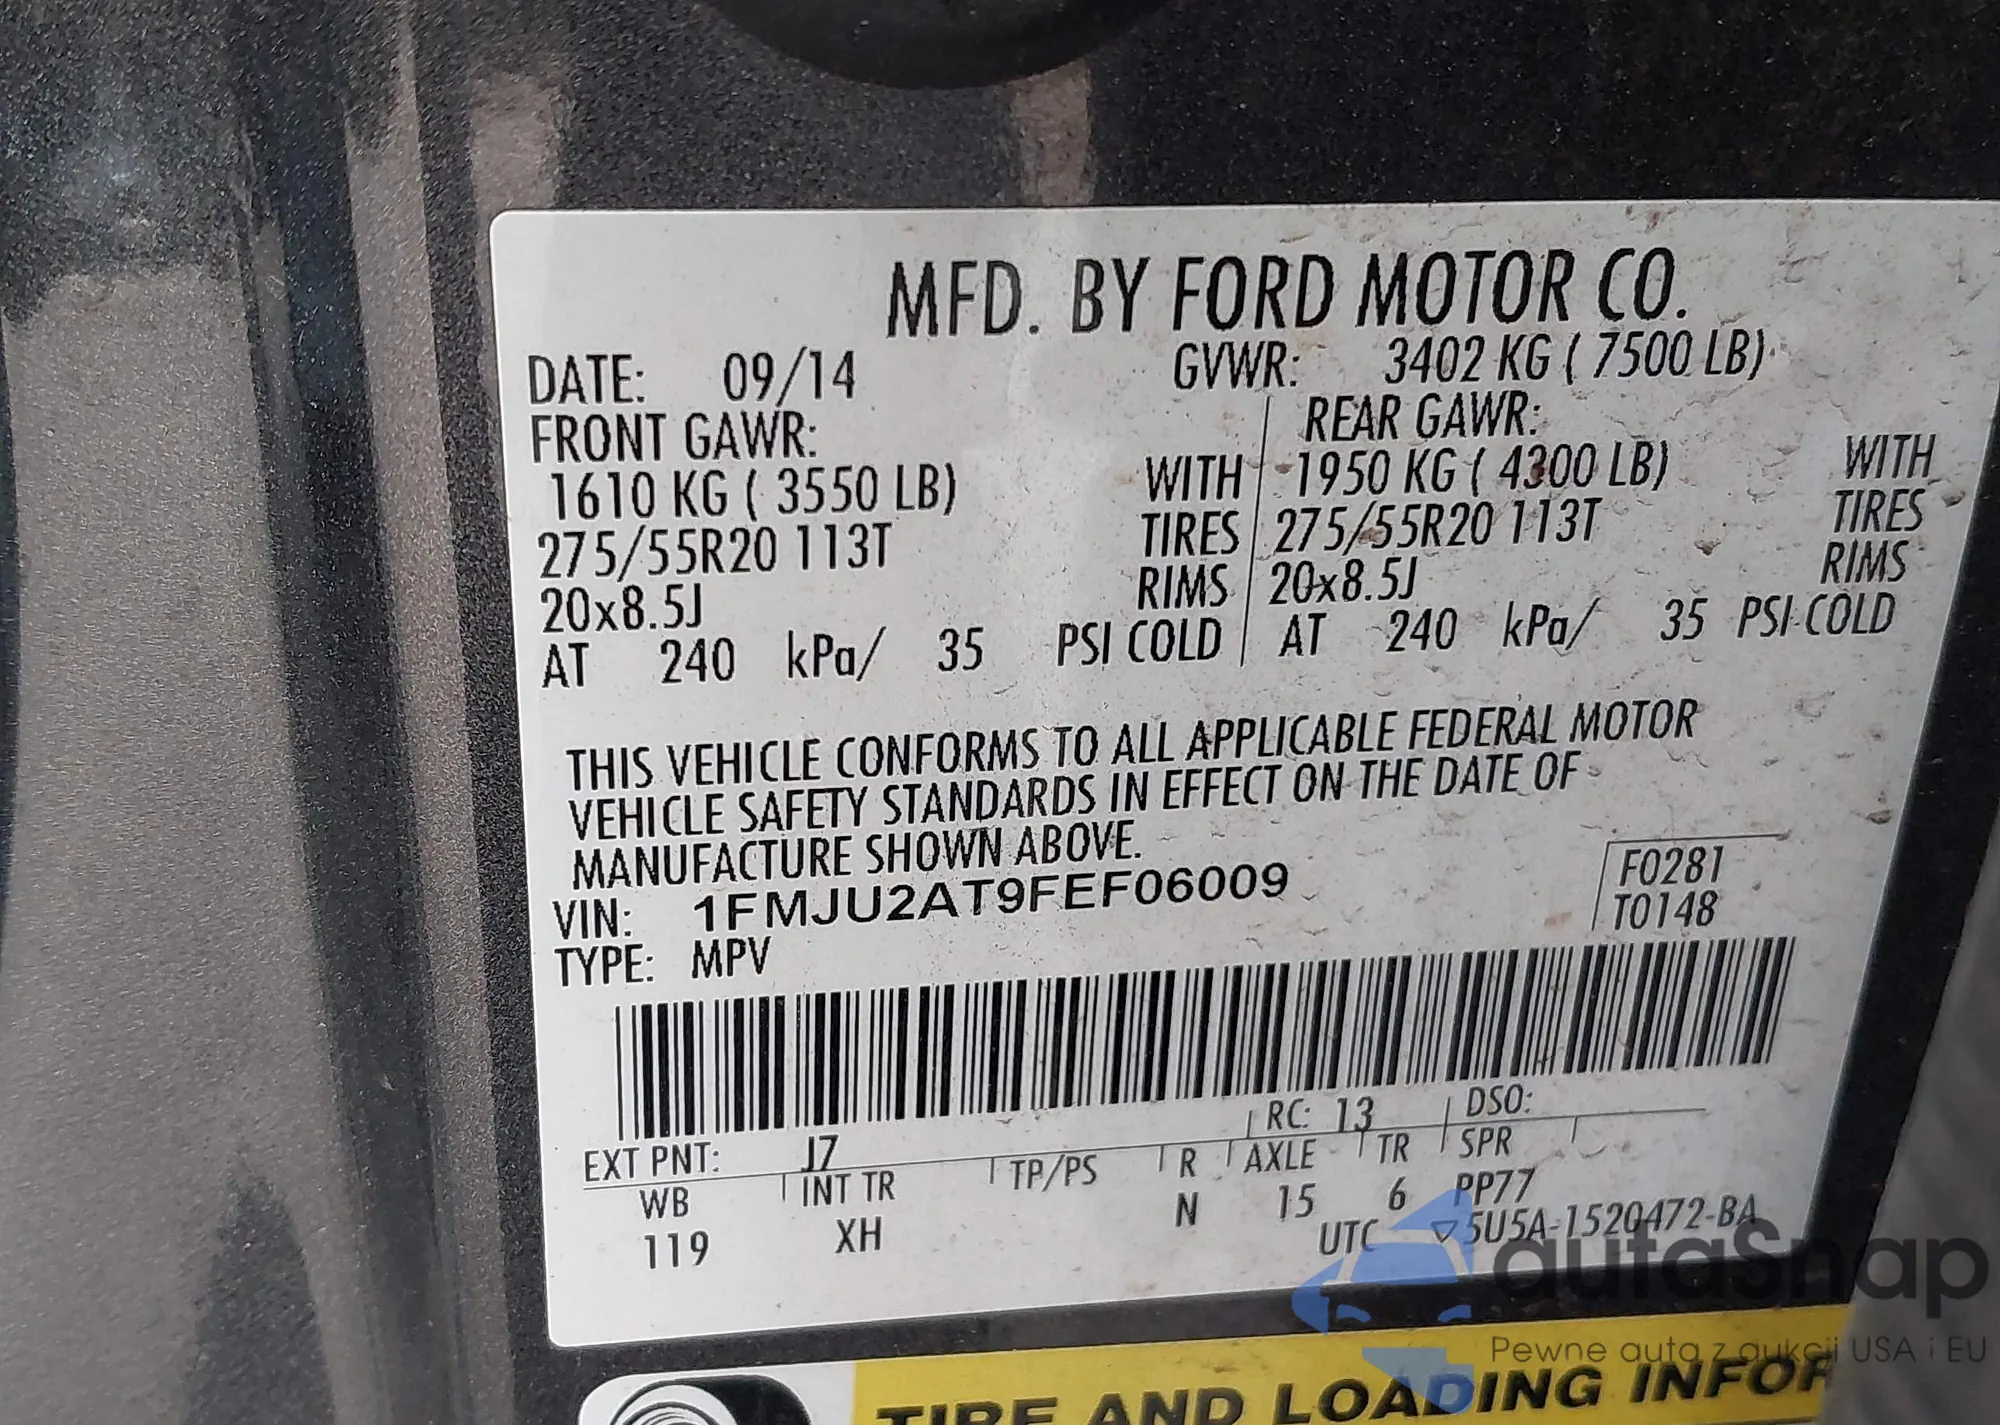 MFD. BY FORD MOTOR CO.
DATE: 09/14 GVWR: 3402 KG ( 7500 LB)
FRONT GAWR: REAR GAWR:
1610 KG ( 3550 LB) WITH 1950 KG ( 4300 LB) WITH
275/55R20 113T TIRES 275/55R20 113T TIRES
20x8.5J RIMS 20x8.5J RIMS
AT 240 kPa/ 35 PSI COLD AT 240 kPa/ 35 PSI COLD
THIS VEHICLE CONFORMS TO ALL APPLICABLE FEDERAL MOTOR
VEHICLE SAFETY STANDARDS IN EFFECT ON THE DATE OF
MANUFACTURE SHOWN ABOVE.
F0281
VIN: 1FMJU2AT9FEF06009
T0148
TYPE: MPV
EXT PNT: J7 RC: 13 DSO:
WB INT TR TP/PS R AXLE TR SPR
119 XH N 15 6 PP77
UTC ▽5U5A-1520472-BA
autaSnap
Pewne auta z aukcji USA i EU
TIRE AND LOADING INFOR